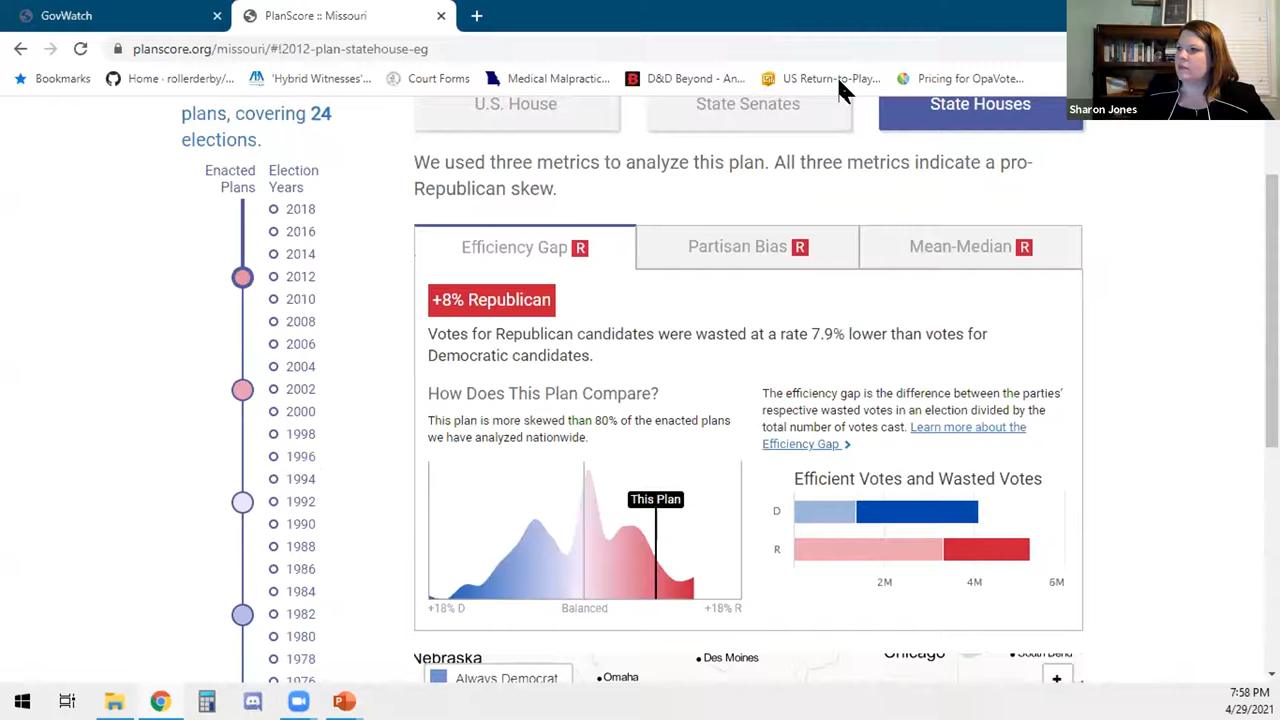 GovWatch
PlanScore :: Missouri
planscore.org/missouri/#!2012-plan-statehouse-eg
Bookmarks
Home · rollerderby/...
'Hybrid Witnesses'...
Court Forms
Medical Malpractic...
D&D Beyond - An...
US Return-to-Play...
Pricing for OpaVote...
Sharon Jones
plans, covering 24
elections.
U.S. House
State Senates
State Houses
We used three metrics to analyze this plan. All three metrics indicate a pro-
Republican skew.
Enacted
Plans
Election
Years
2018
2016
2014
2012
2010
2008
2006
2004
2002
2000
1998
1996
1994
1992
1990
1988
1986
1984
1982
1980
1978
1976
Efficiency Gap R
Partisan Bias R
Mean-Median R
+8% Republican
Votes for Republican candidates were wasted at a rate 7.9% lower than votes for
Democratic candidates.
How Does This Plan Compare?
This plan is more skewed than 80% of the enacted plans
we have analyzed nationwide.
This Plan
+18% D
Balanced
+18% R
The efficiency gap is the difference between the parties'
respective wasted votes in an election divided by the
total number of votes cast. Learn more about the
Efficiency Gap
Efficient Votes and Wasted Votes
D
R
2M
4M
6M
Nebraska
Always Democrat
Omaha
Des Moines
Chicago
South Bend
+
7:58 PM
4/29/2021